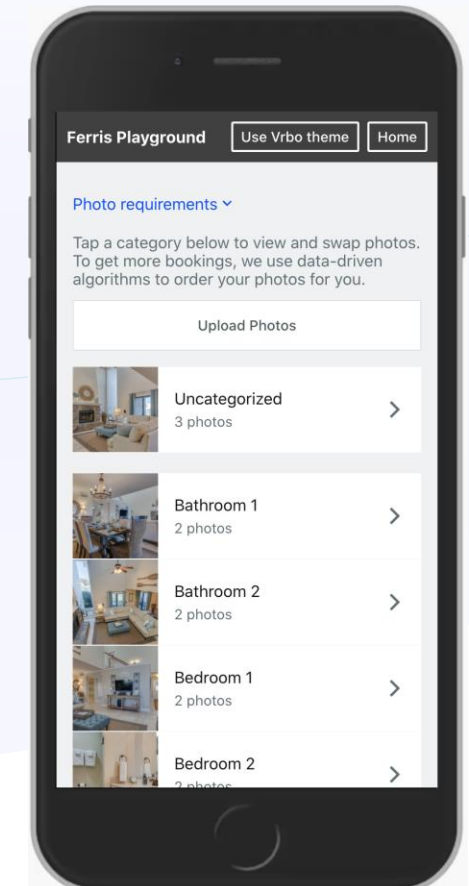 Ferris Playground Use Vrbo theme Home
Photo requirements
Tap a category below to view and swap photos.
To get more bookings, we use data-driven
algorithms to order your photos for you.
Upload Photos
Uncategorized
3 photos
Bathroom 1
2 photos
Bathroom 2
2 photos
Bedroom 1
2 photos
Bedroom 2
2 photos